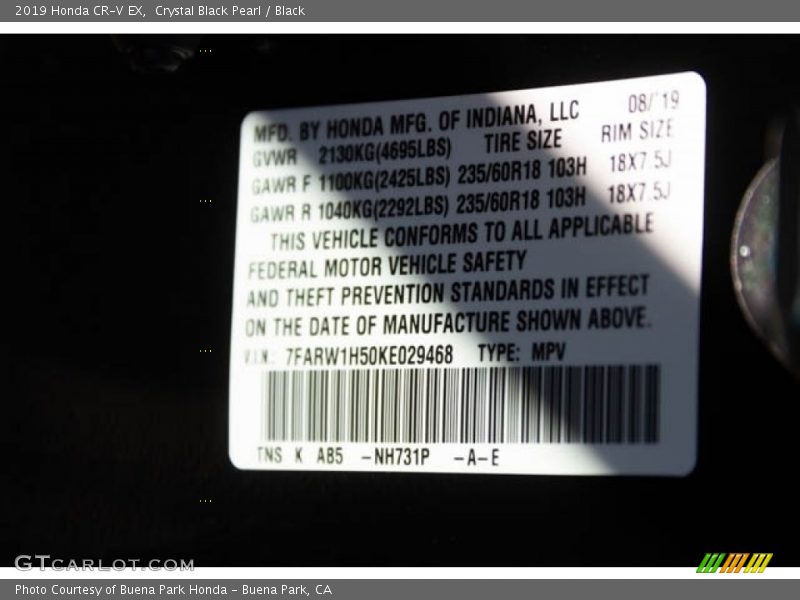 2019 Honda CR-V EX, Crystal Black Pearl / Black
MFD. BY HONDA MFG. OF INDIANA, LLC 08/'19
GVWR 2130KG(4695LBS) TIRE SIZE RIM SIZE
GAWR F 1100KG(2425LBS) 235/60R18 103H 18X7.5J
GAWR R 1040KG(2292LBS) 235/60R18 103H 18X7.5J
THIS VEHICLE CONFORMS TO ALL APPLICABLE
FEDERAL MOTOR VEHICLE SAFETY
AND THEFT PREVENTION STANDARDS IN EFFECT
ON THE DATE OF MANUFACTURE SHOWN ABOVE.
V.I.N.: 7FARW1H50KE029468 TYPE: MPV
TNS K AB5 -NH731P -A-E
GTCARLOT.COM
Photo Courtesy of Buena Park Honda - Buena Park, CA